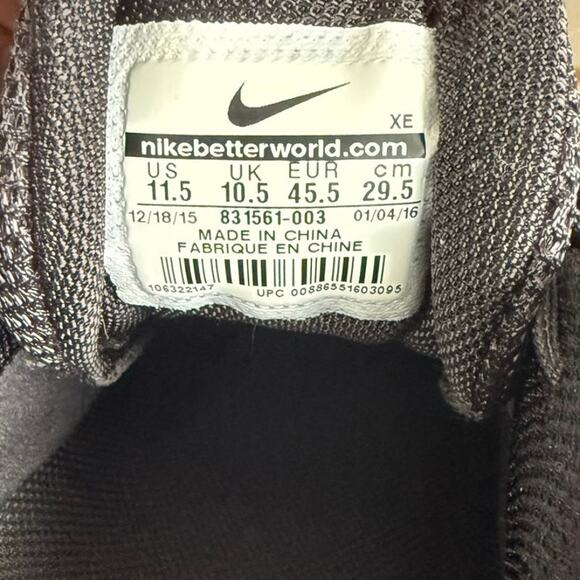 XE
nikebetterworld.com
US UK EUR cm
11.5 10.5 45.5 29.5
12/18/15 831561-003 01/04/16
MADE IN CHINA
FABRIQUE EN CHINE
106322147 UPC 00886551603095